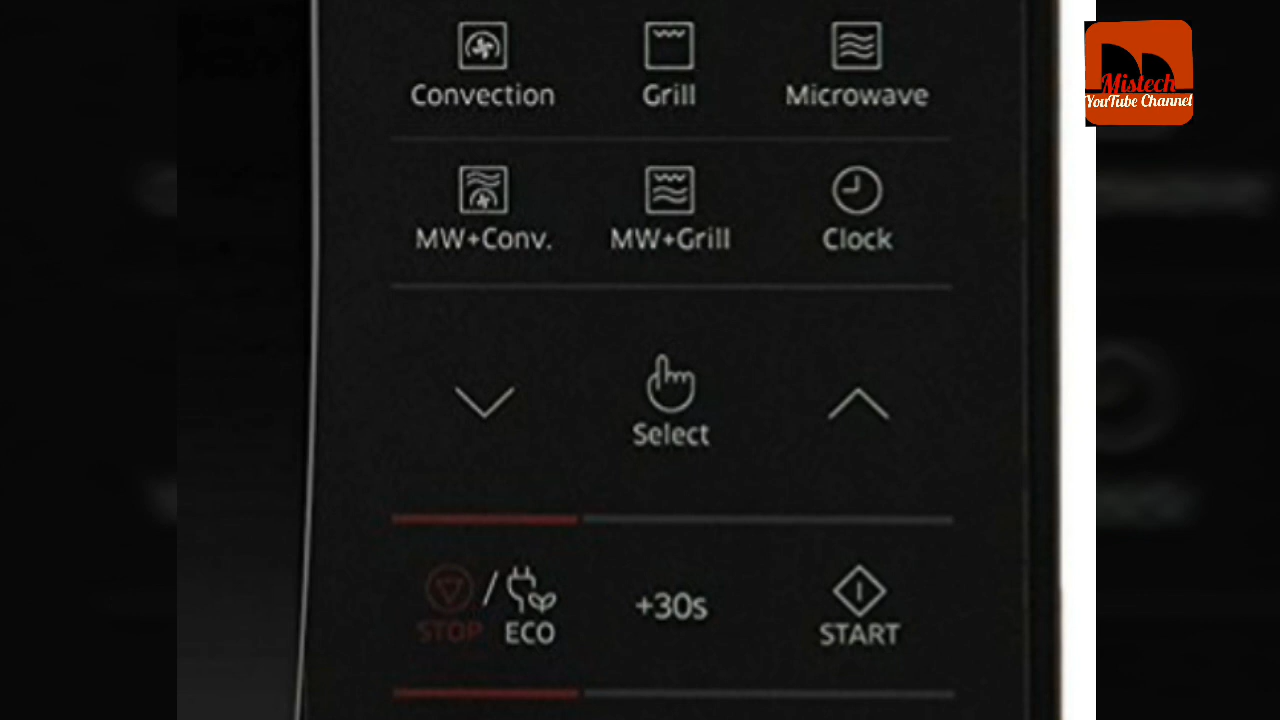 Convection Grill Microwave
MW+Conv. MW+Grill Clock
Select
STOP / ECO +30s START
Mistech
YouTube Channel